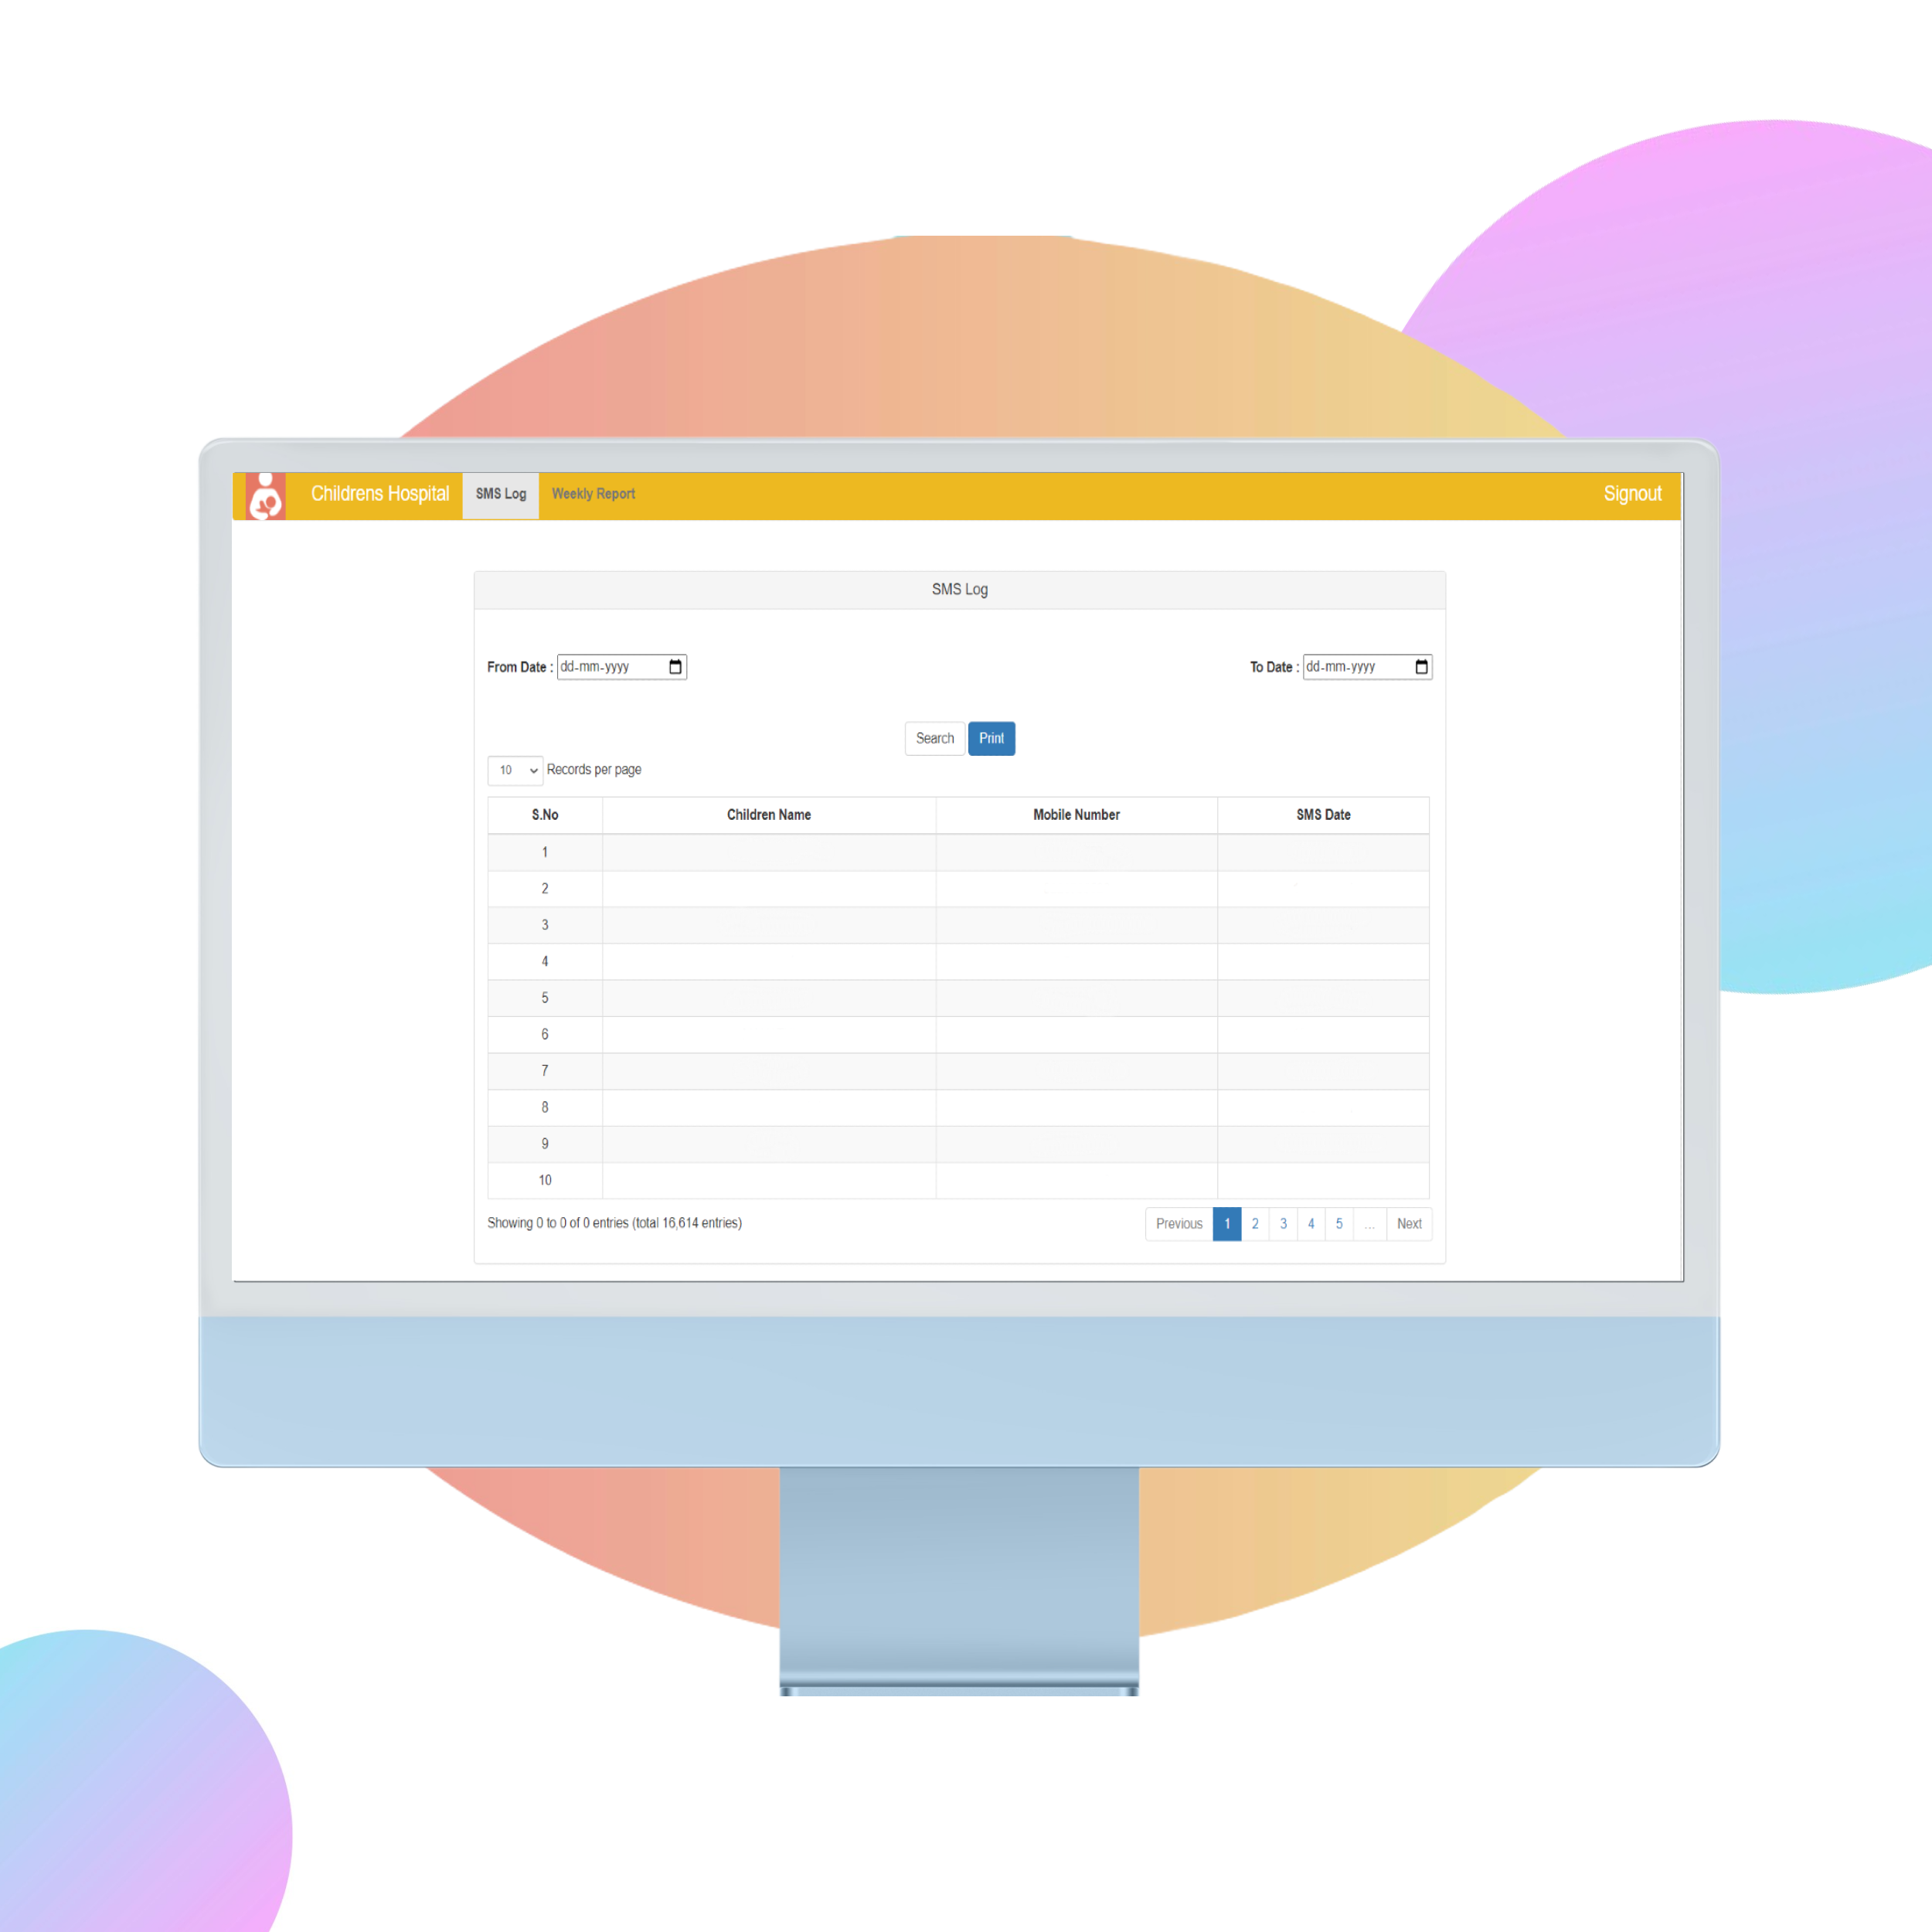 Childrens Hospital SMS Log Weekly Report Signout
SMS Log
From Date : dd-mm-yyyy To Date : dd-mm-yyyy
Search Print
10 Records per page
S.No Children Name Mobile Number SMS Date
1
2
3
4
5
6
7
8
9
10
Showing 0 to 0 of 0 entries (total 16,614 entries) Previous 1 2 3 4 5 ... Next